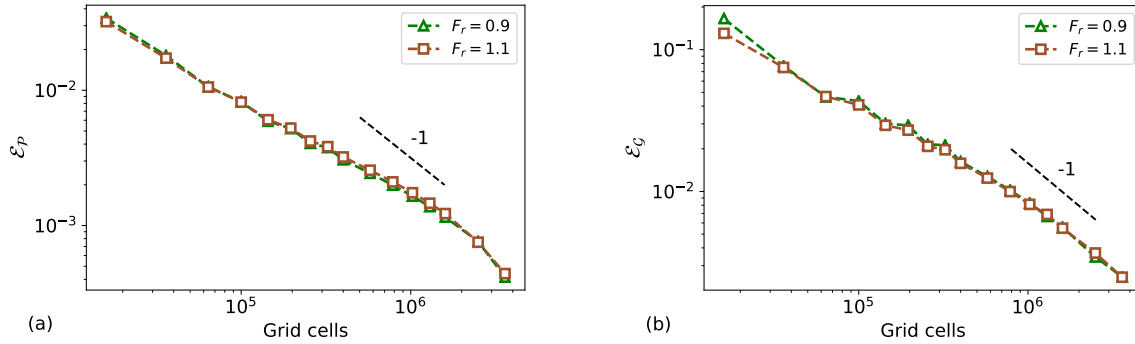 F_r = 0.9
F_r = 1.1
10^{-2}
10^{-3}
-1
ℰ_𝒫
10^5
10^6
Grid cells
(a)
F_r = 0.9
F_r = 1.1
10^{-1}
10^{-2}
-1
ℰ_𝒢
10^5
10^6
Grid cells
(b)